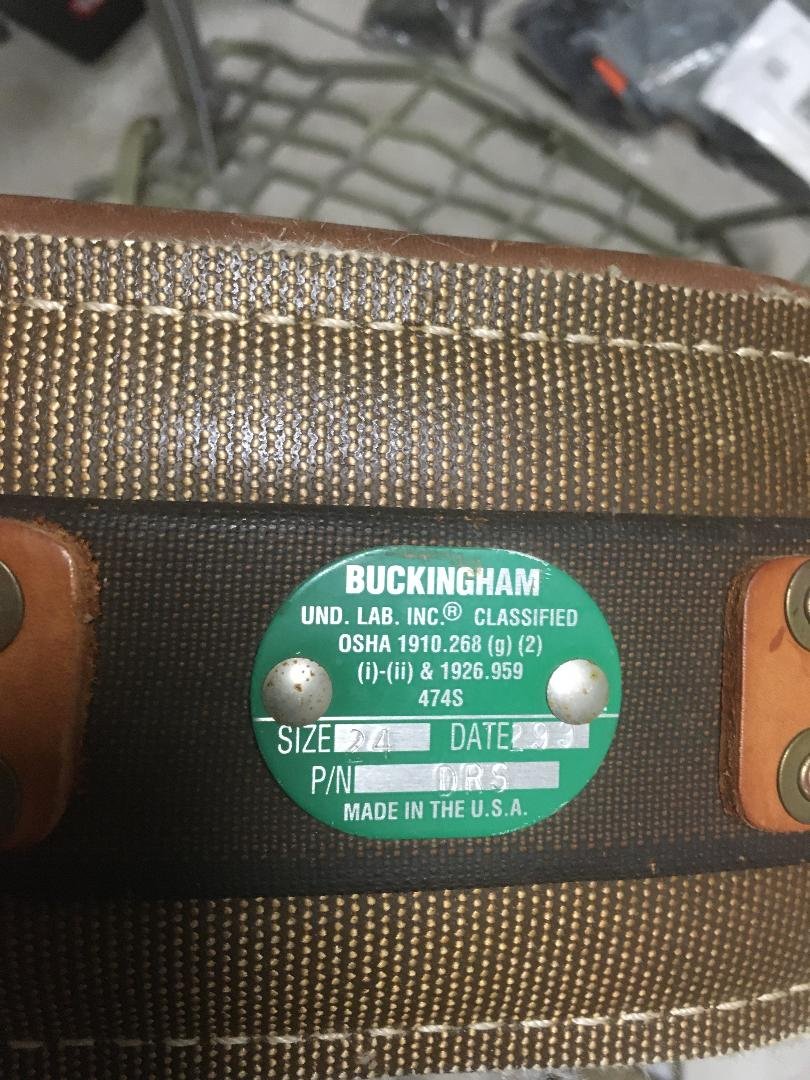 BUCKINGHAM
UND. LAB. INC.® CLASSIFIED
OSHA 1910.268 (g) (2)
(i)-(ii) & 1926.959
474S
SIZE 24 DATE 293
P/N DRS
MADE IN THE U.S.A.